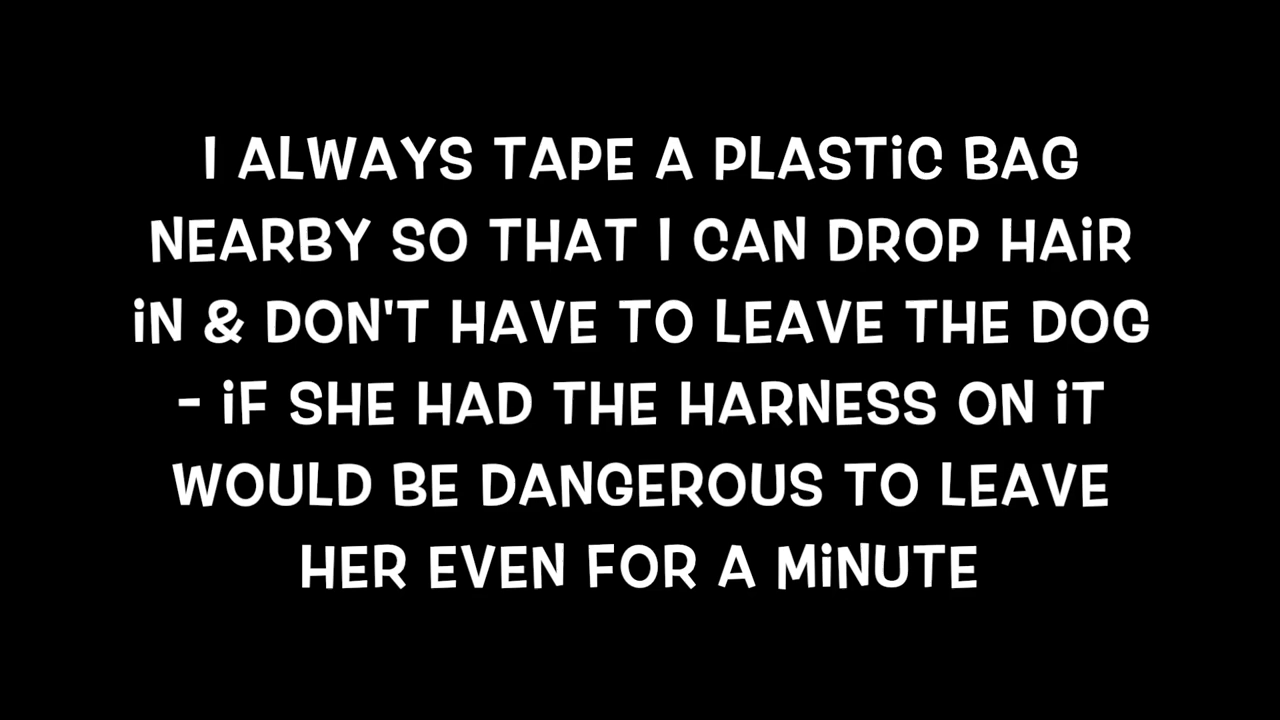 I ALWAYS TAPE A PLASTIC BAG
NEARBY SO THAT I CAN DROP HAIR
IN & DON'T HAVE TO LEAVE THE DOG
- IF SHE HAD THE HARNESS ON IT
WOULD BE DANGEROUS TO LEAVE
HER EVEN FOR A MINUTE